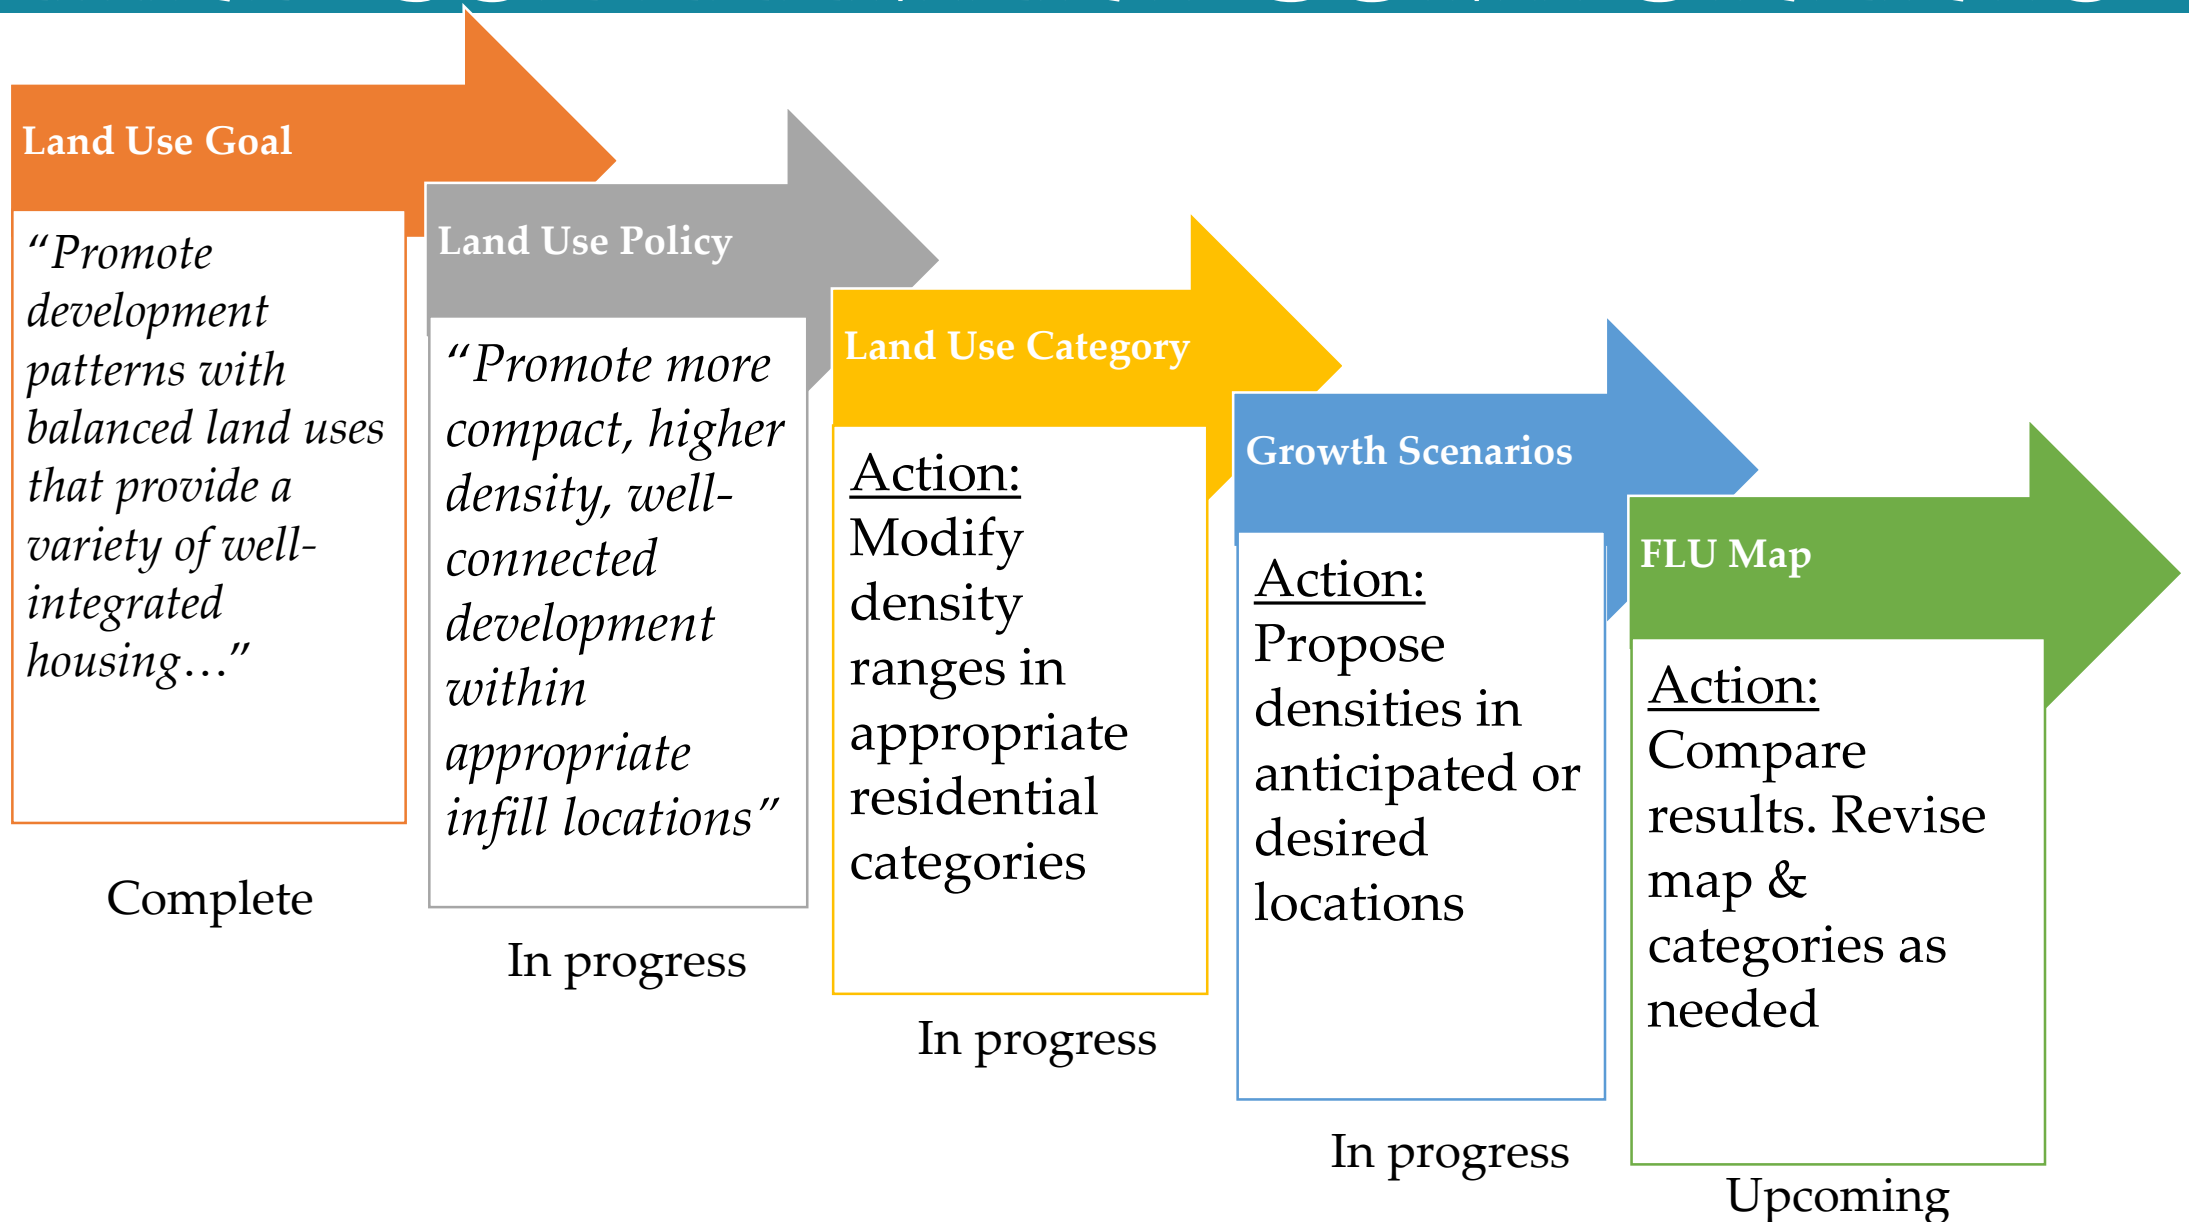 Land Use Goal
“Promote
development
patterns with
balanced land uses
that provide a
variety of well-
integrated
housing…”
Complete
Land Use Policy
“Promote more
compact, higher
density, well-
connected
development
within
appropriate
infill locations”
In progress
Land Use Category
Action:
Modify
density
ranges in
appropriate
residential
categories
In progress
Growth Scenarios
Action:
Propose
densities in
anticipated or
desired
locations
In progress
FLU Map
Action:
Compare
results. Revise
map &
categories as
needed
Upcoming